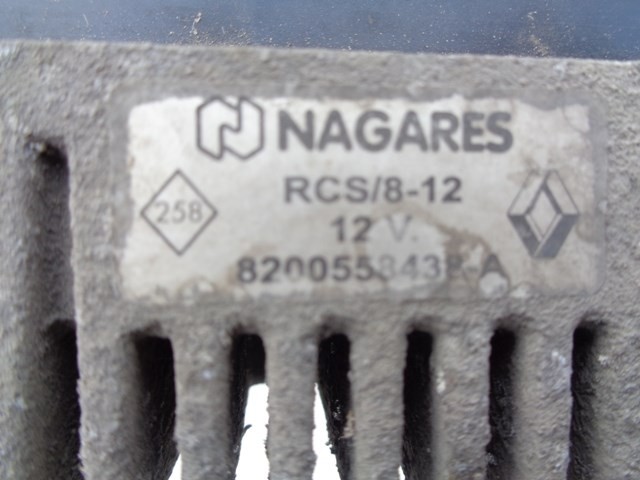 NAGARES
RCS/8-12
258
12 V.